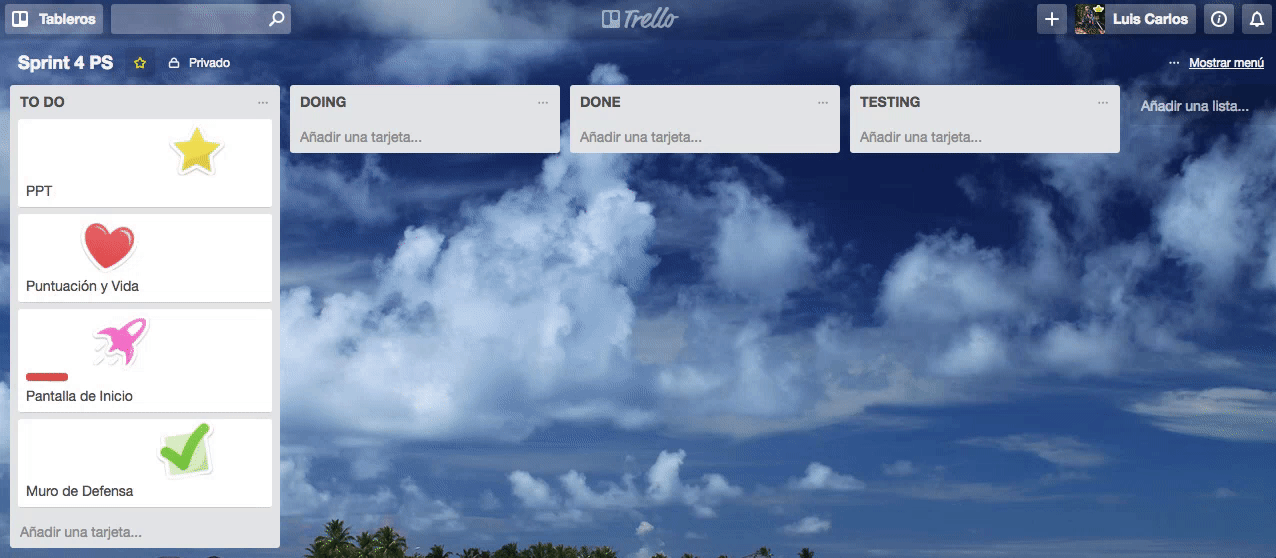 Tableros
Trello
Luis Carlos
Sprint 4 PS
Privado
... Mostrar menú
TO DO ...
PPT
Puntuación y Vida
Pantalla de Inicio
Muro de Defensa
Añadir una tarjeta...
DOING ...
Añadir una tarjeta...
DONE ...
Añadir una tarjeta...
TESTING ...
Añadir una tarjeta...
Añadir una lista...